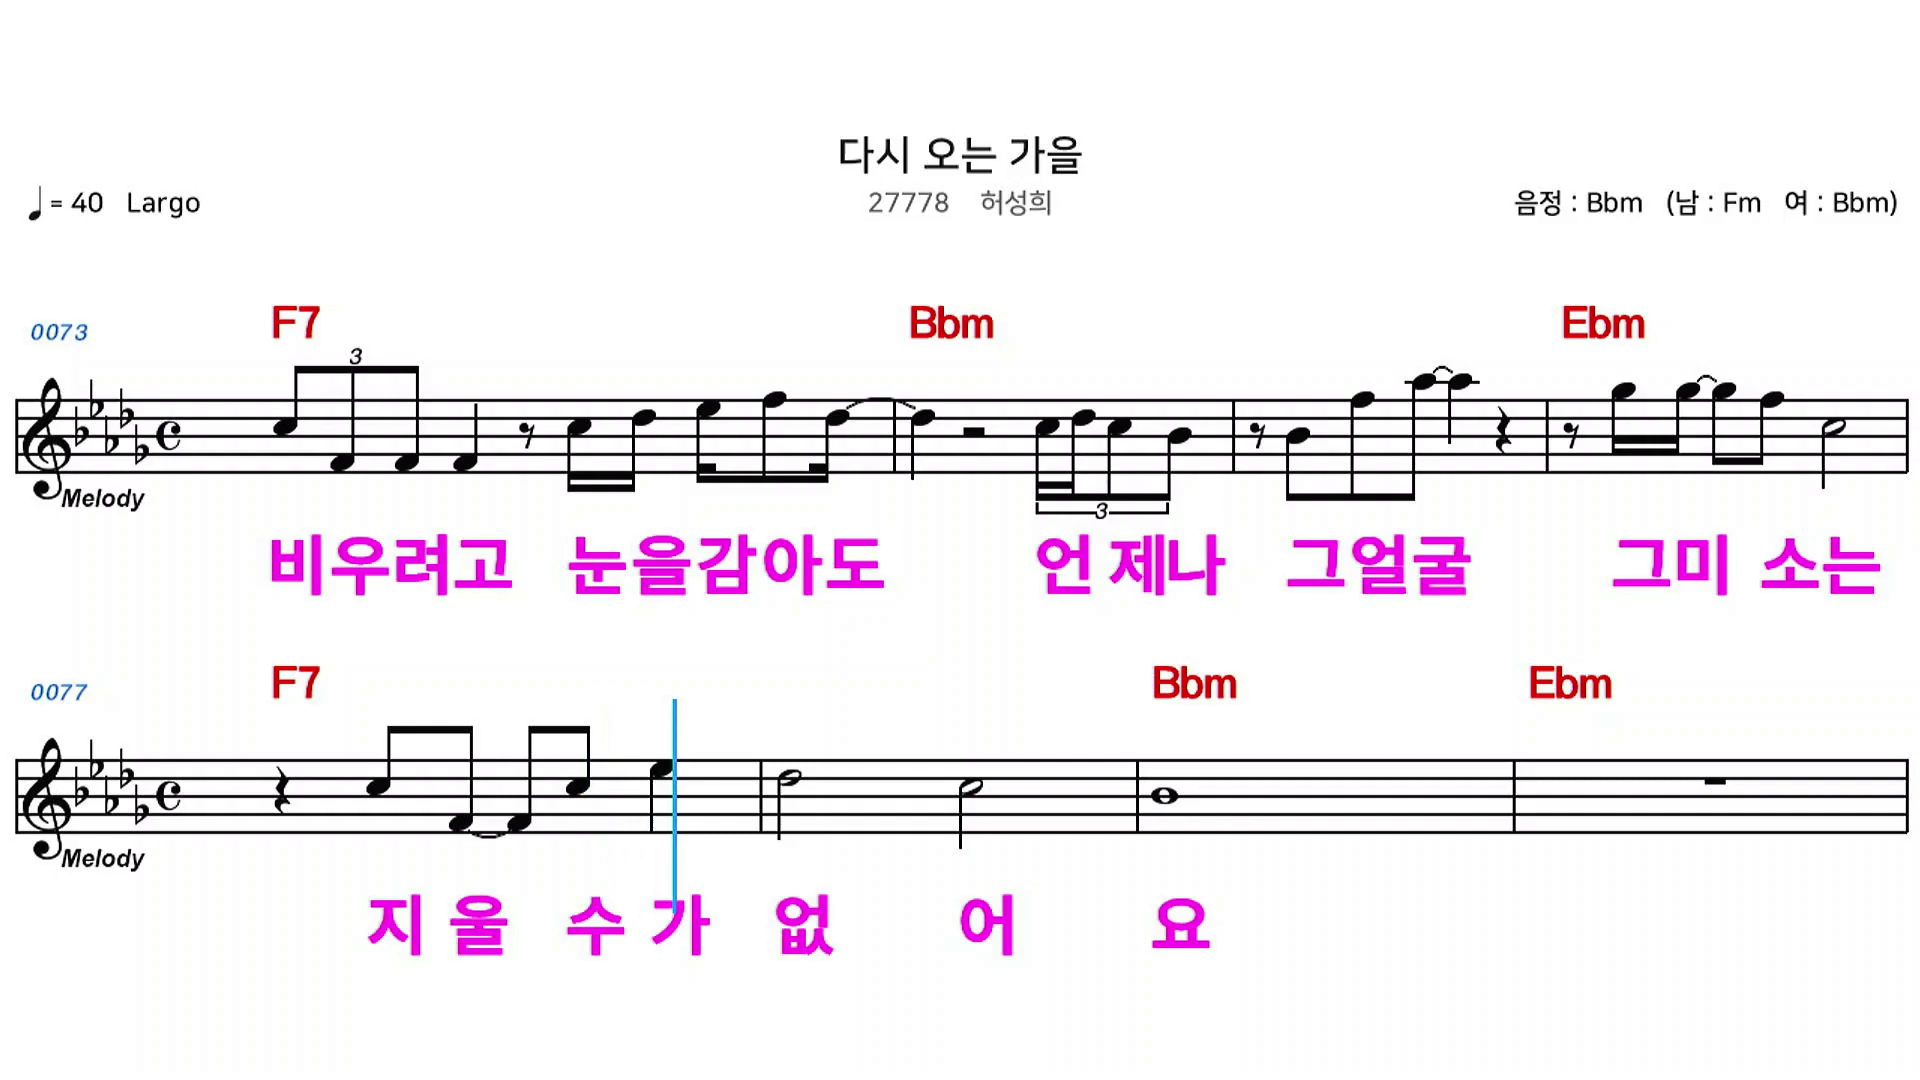 다시 오는 가을
♩ = 40 Largo 27778 허성희 음정 : Bbm (남 : Fm 여 : Bbm)
0073 F7 Bbm Ebm
3
3
Melody
비우려고 눈을감아도 언제나 그얼굴 그미 소는
0077 F7 Bbm Ebm
Melody
지 울 수 가 없 어 요